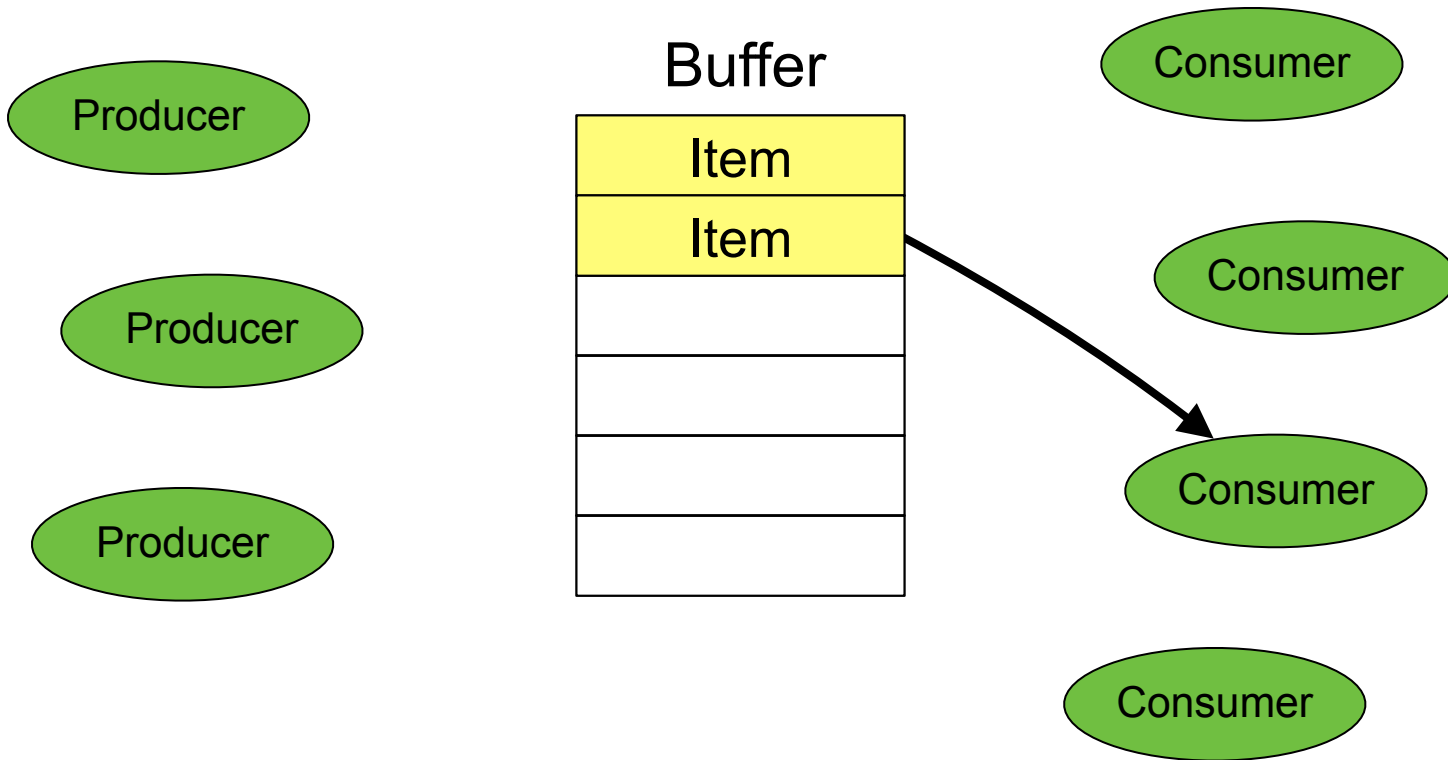 Producer
Producer
Producer
Buffer
Item
Item
Consumer
Consumer
Consumer
Consumer